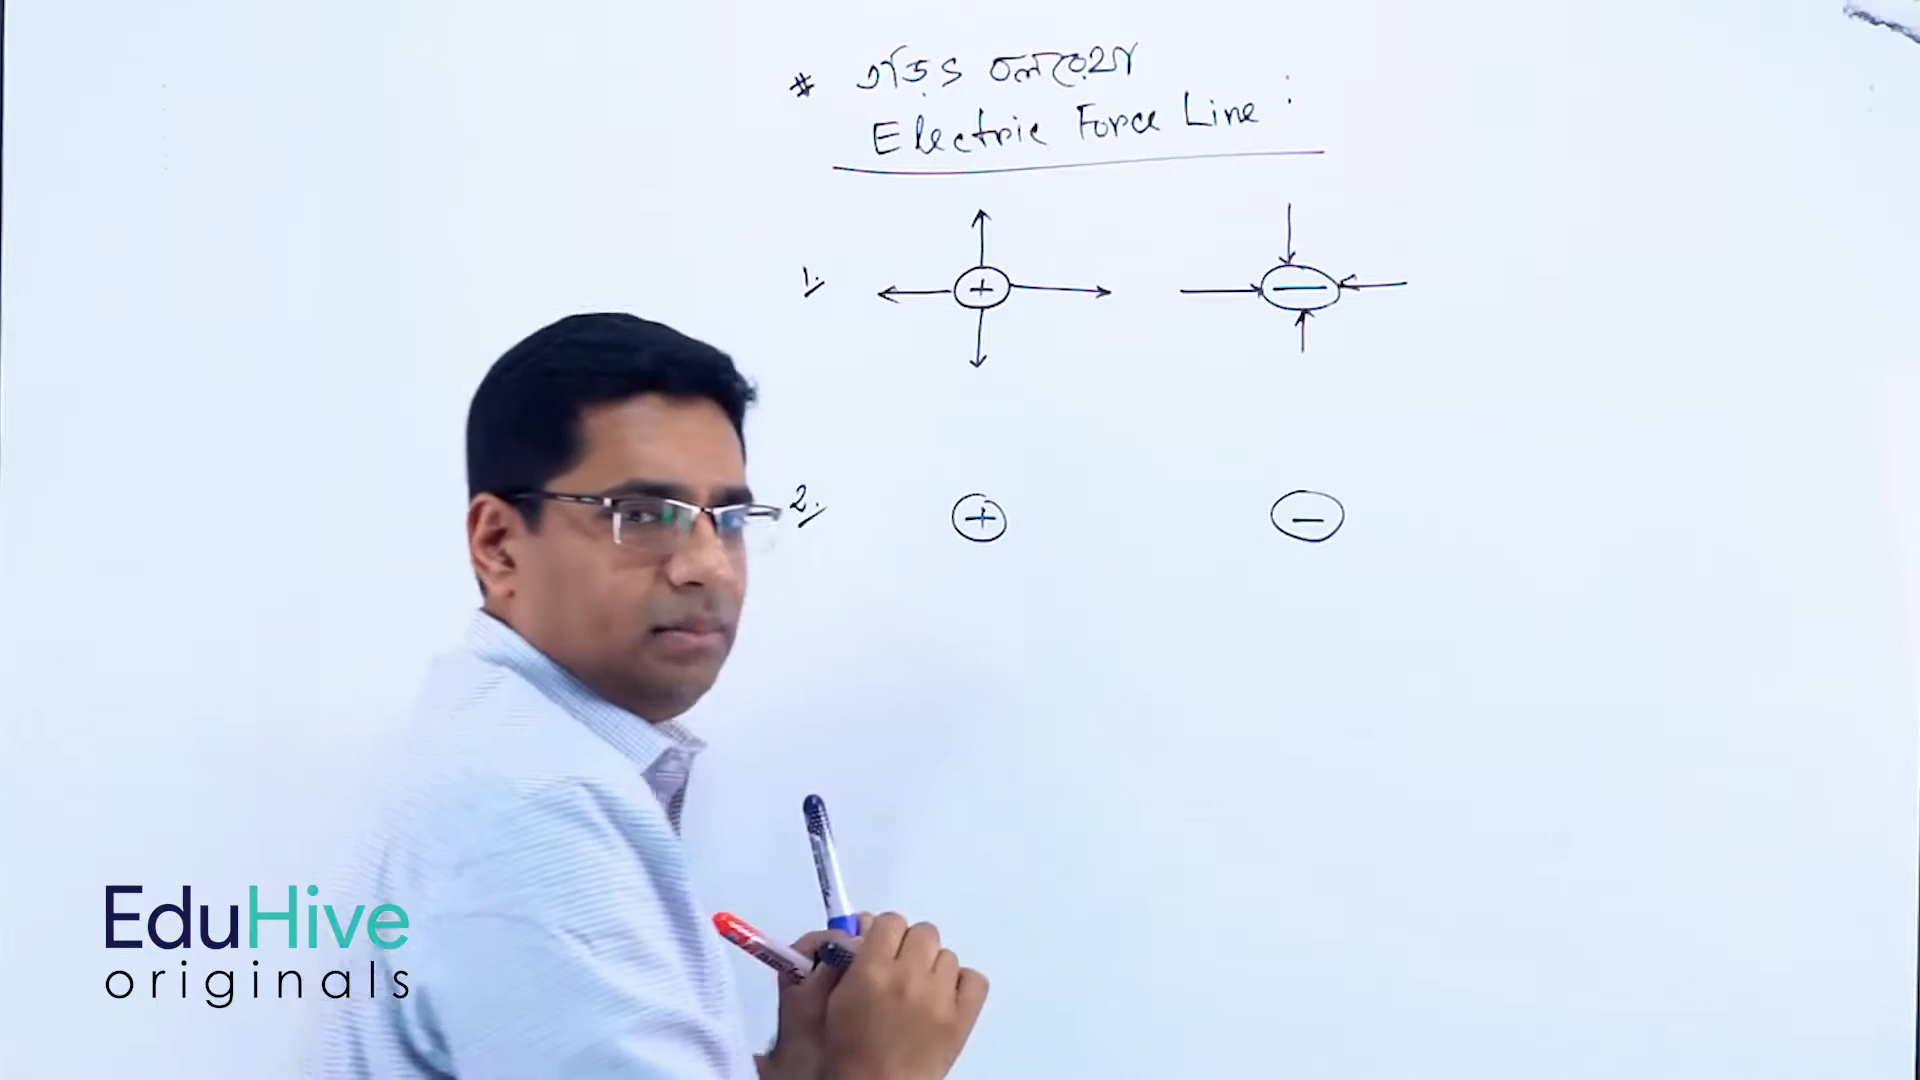 # তড়িৎ বলরেখা
Electric Force Line :
1.
+ −
2.
+ −
EduHive
originals